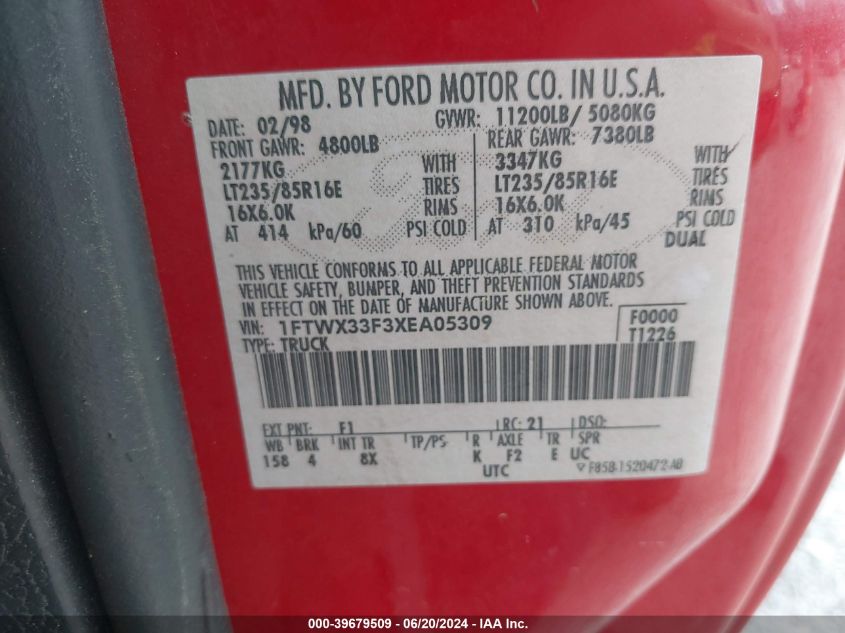 MFD. BY FORD MOTOR CO. IN U.S.A.
DATE: 02/98 GVWR: 11200LB/ 5080KG
FRONT GAWR: 4800LB REAR GAWR: 7380LB
2177KG WITH 3347KG WITH
LT235/85R16E TIRES LT235/85R16E TIRES
16X6.0K RIMS 16X6.0K RIMS
AT 414 kPa/60 PSI COLD AT 310 kPa/45 PSI COLD
DUAL
THIS VEHICLE CONFORMS TO ALL APPLICABLE FEDERAL MOTOR
VEHICLE SAFETY, BUMPER, AND THEFT PREVENTION STANDARDS
IN EFFECT ON THE DATE OF MANUFACTURE SHOWN ABOVE.
VIN: 1FTWX33F3XEA05309 F0000
TYPE: TRUCK T1226
EXT PNT: F1 RC: 21 DSO:
WB BRK INT TR TP/PS R AXLE TR SPR
158 4 8X K F2 E UC
UTC F85B-1520472-AB
000-39679509 - 06/20/2024 - IAA Inc.